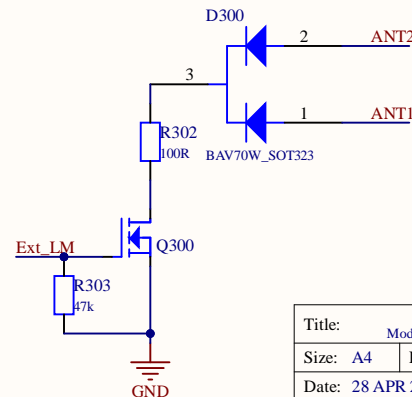 D300
2
ANT2
3
R302
100R
1
ANT1
BAV70W_SOT323
Ext_LM
Q300
R303
47k
GND
Title:
Size: A4
Date: 28 APR